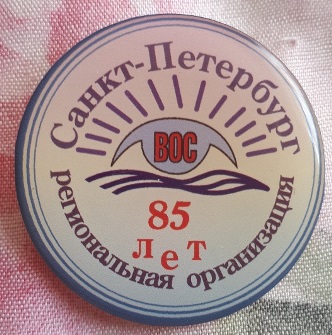 Санкт-Петербург
ВОС
85
лет
региональная организация